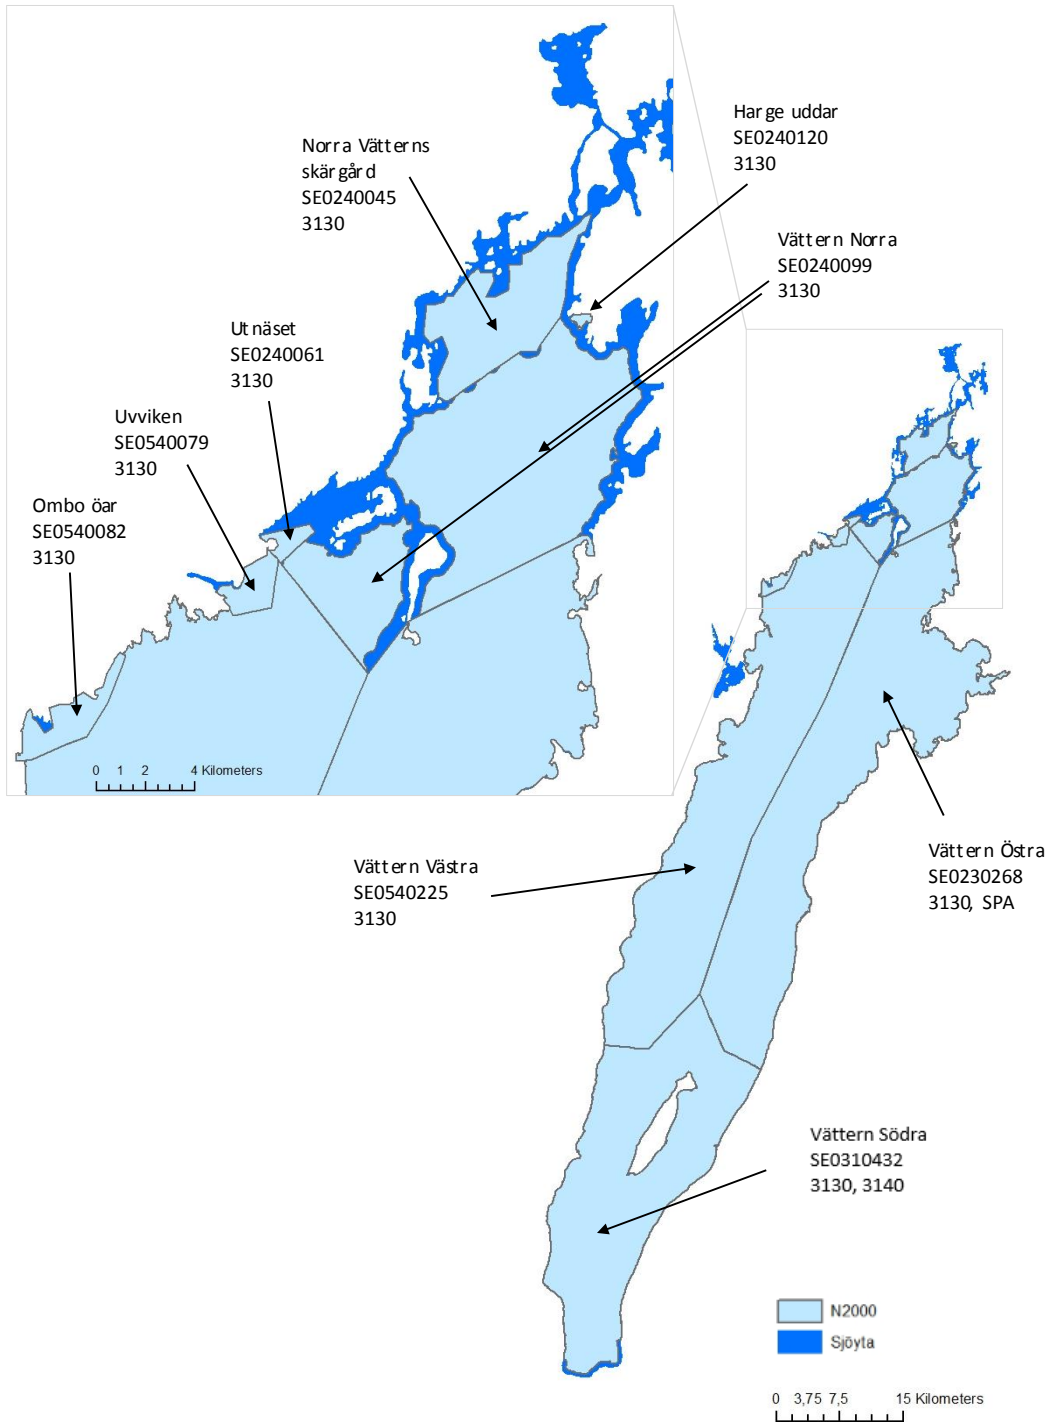 Harge uddar
SE0240120
3130
Norra Vätterns
skärgård
SE0240045
3130
Vättern Norra
SE0240099
3130
Utnäset
SE0240061
3130
Uvviken
SE0540079
3130
Ombo öar
SE0540082
3130
0 1 2 4 Kilometers
Vättern Västra
SE0540225
3130
Vättern Östra
SE0230268
3130, SPA
Vättern Södra
SE0310432
3130, 3140
N2000
Sjöyta
0 3,75 7,5 15 Kilometers